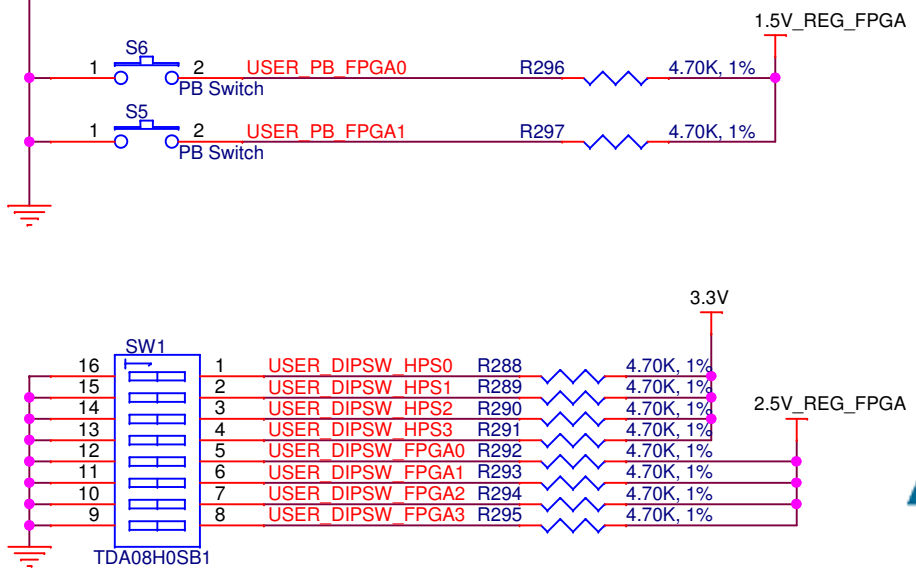 1.5V_REG_FPGA
S6
1 2 USER_PB_FPGA0 R296 4.70K, 1%
PB Switch
S5
1 2 USER_PB_FPGA1 R297 4.70K, 1%
PB Switch
3.3V
SW1
16 1 USER_DIPSW_HPS0 R288 4.70K, 1%
15 2 USER_DIPSW_HPS1 R289 4.70K, 1%
14 3 USER_DIPSW_HPS2 R290 4.70K, 1%
2.5V_REG_FPGA
13 4 USER_DIPSW_HPS3 R291 4.70K, 1%
12 5 USER_DIPSW_FPGA0 R292 4.70K, 1%
11 6 USER_DIPSW_FPGA1 R293 4.70K, 1%
10 7 USER_DIPSW_FPGA2 R294 4.70K, 1%
9 8 USER_DIPSW_FPGA3 R295 4.70K, 1%
TDA08H0SB1